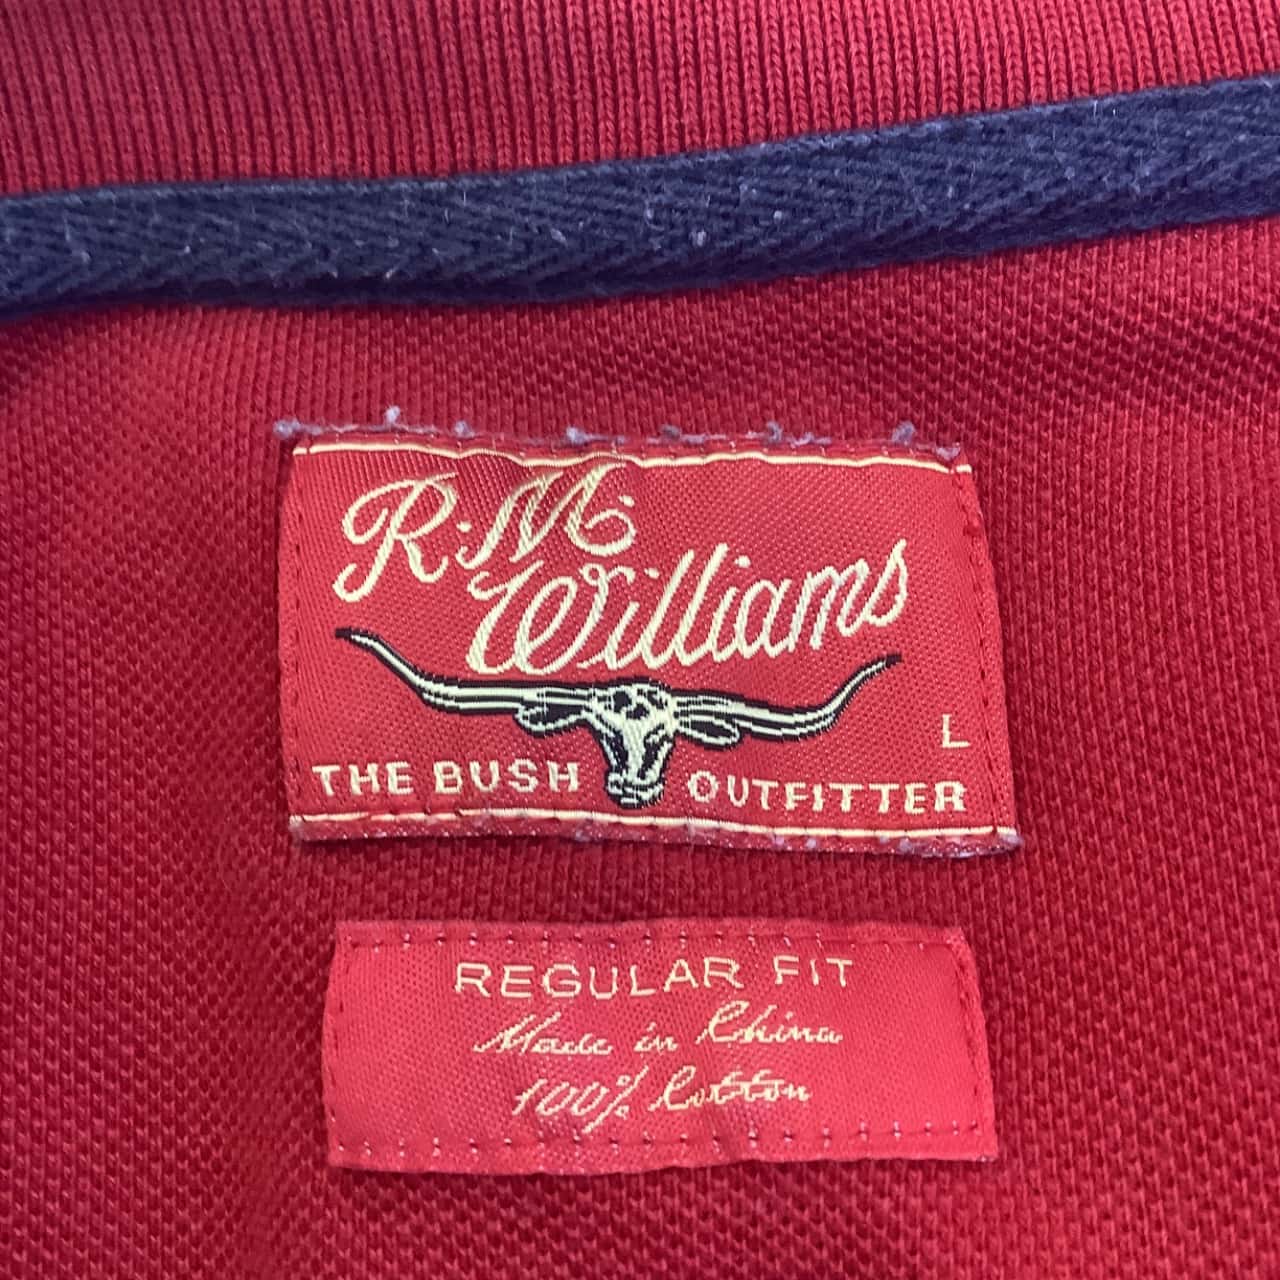 R.M.
Williams
L
THE BUSH OUTFITTER
REGULAR FIT
Made in China
100% Cotton